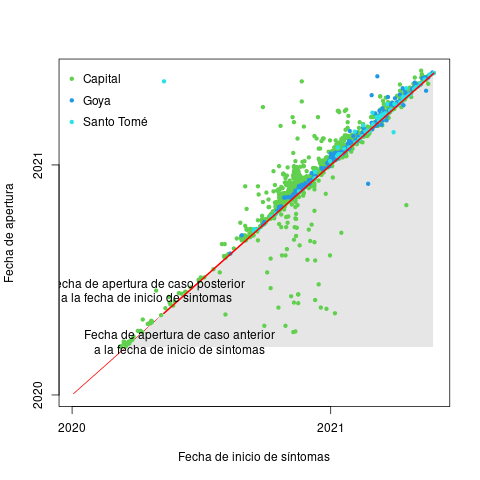 Capital
Goya
Santo Tomé
2021
Fecha de apertura
echa de apertura de caso posterior
a la fecha de inicio de síntomas
Fecha de apertura de caso anterior
a la fecha de inicio de síntomas
2020
2020
2021
Fecha de inicio de síntomas